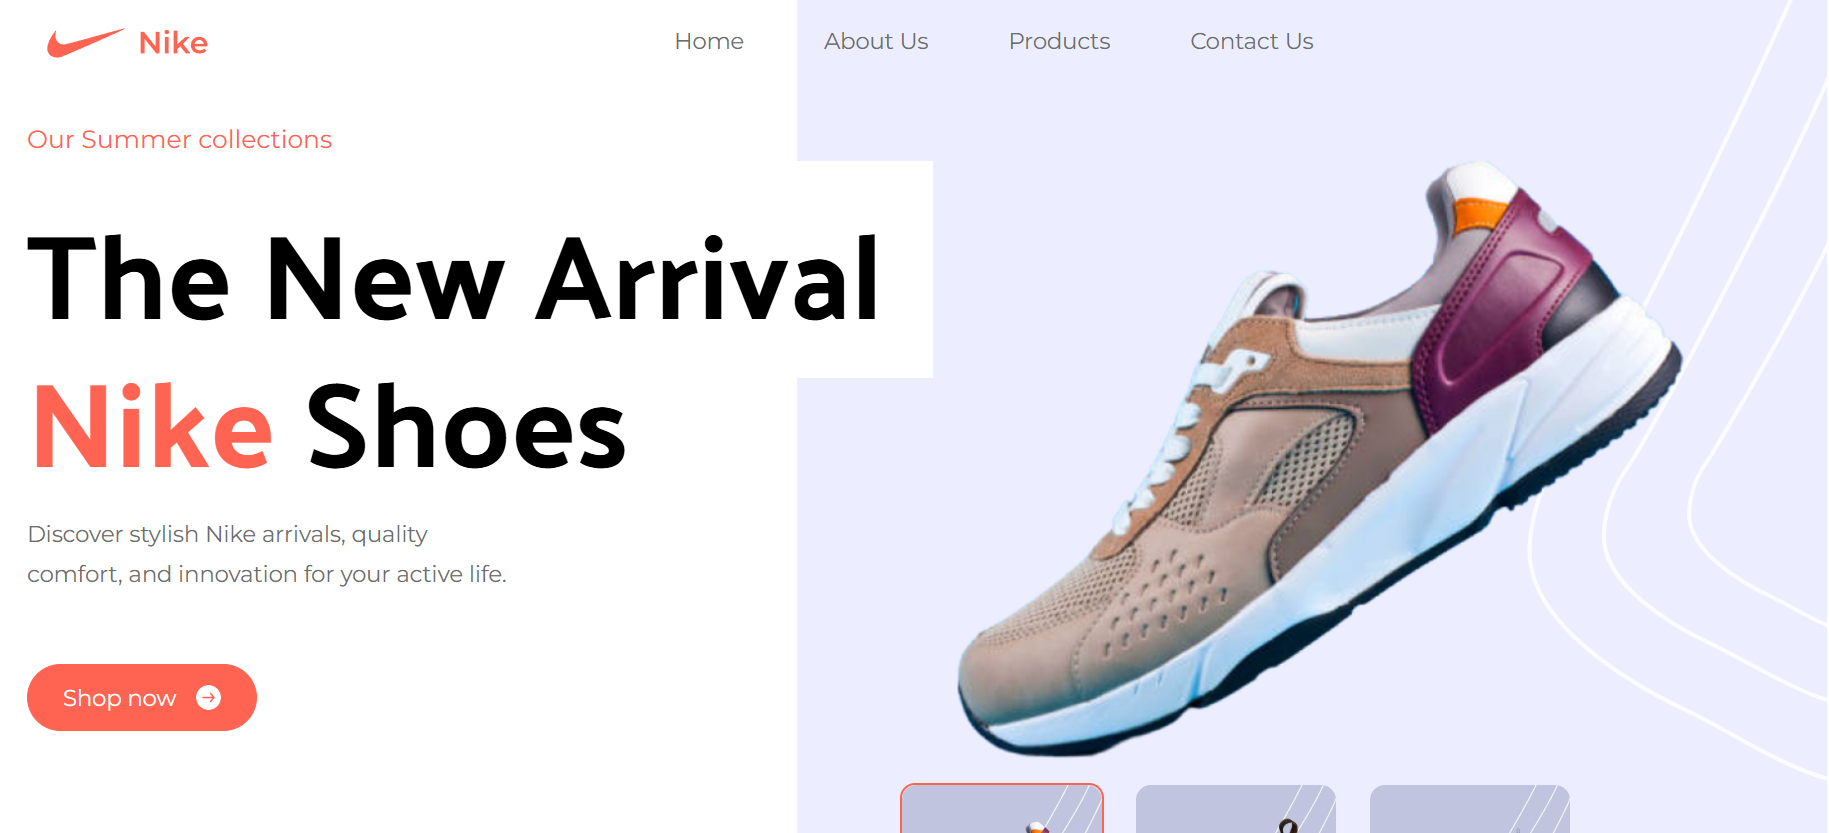 Nike
Home
About Us
Products
Contact Us
Our Summer collections
The New Arrival
Nike Shoes
Discover stylish Nike arrivals, quality
comfort, and innovation for your active life.
Shop now